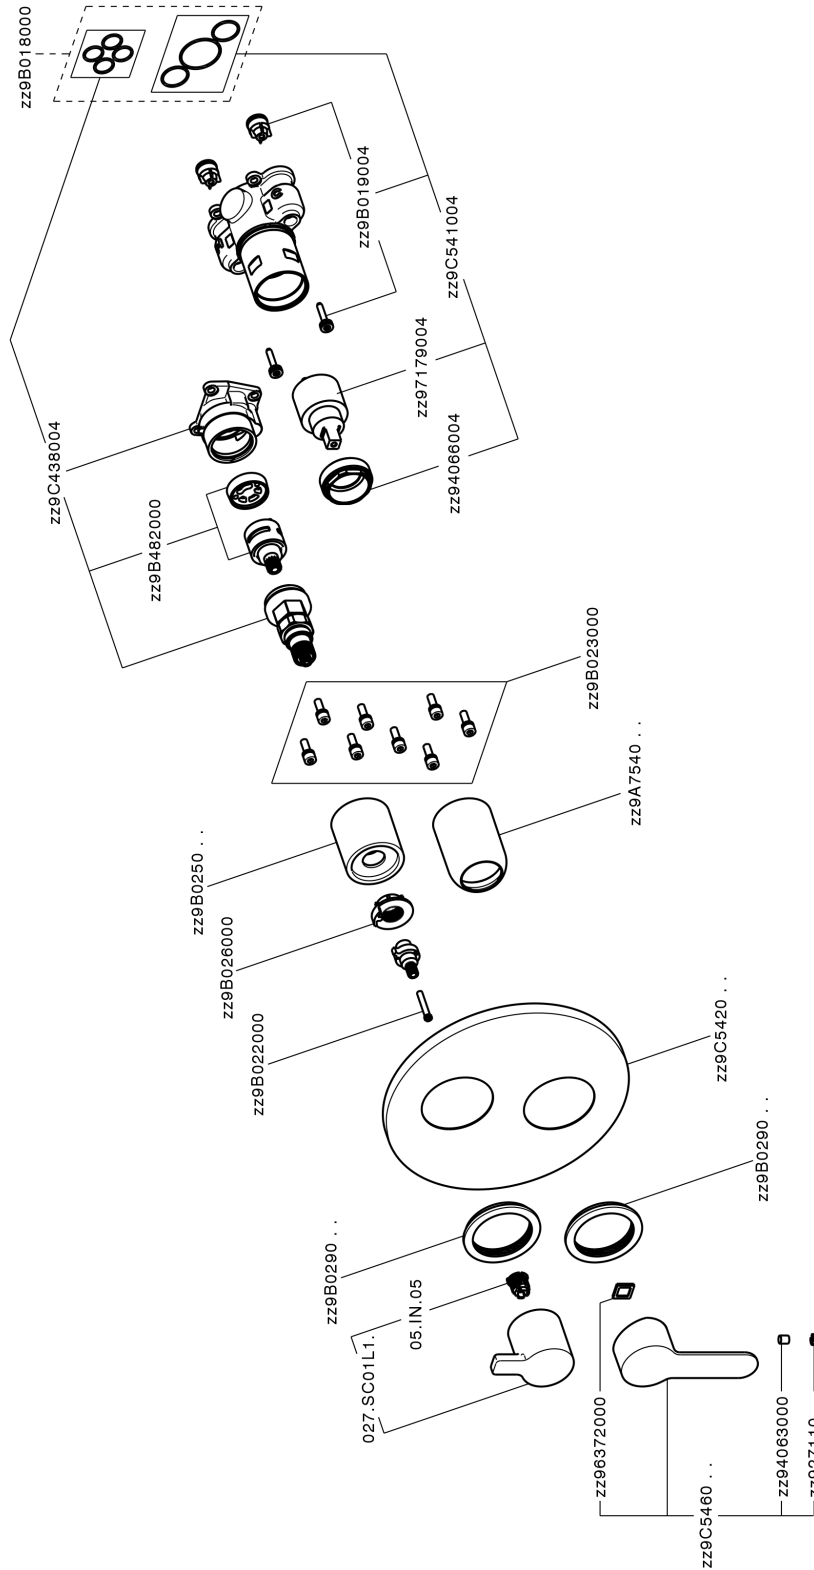 zz9B018000
zz9B019004
zz9C541004
zz97179004
zz94066004
zz9C438004
zz9B482000
zz9B023000
zz9A7540 . .
zz9B0250 . .
zz9B026000
zz9B022000
zz9C5420 . .
zz9B0290 . .
zz9B0290 . .
05.IN.05
027.SC01L1.
zz96372000
zz94063000
zz9C5460 . .